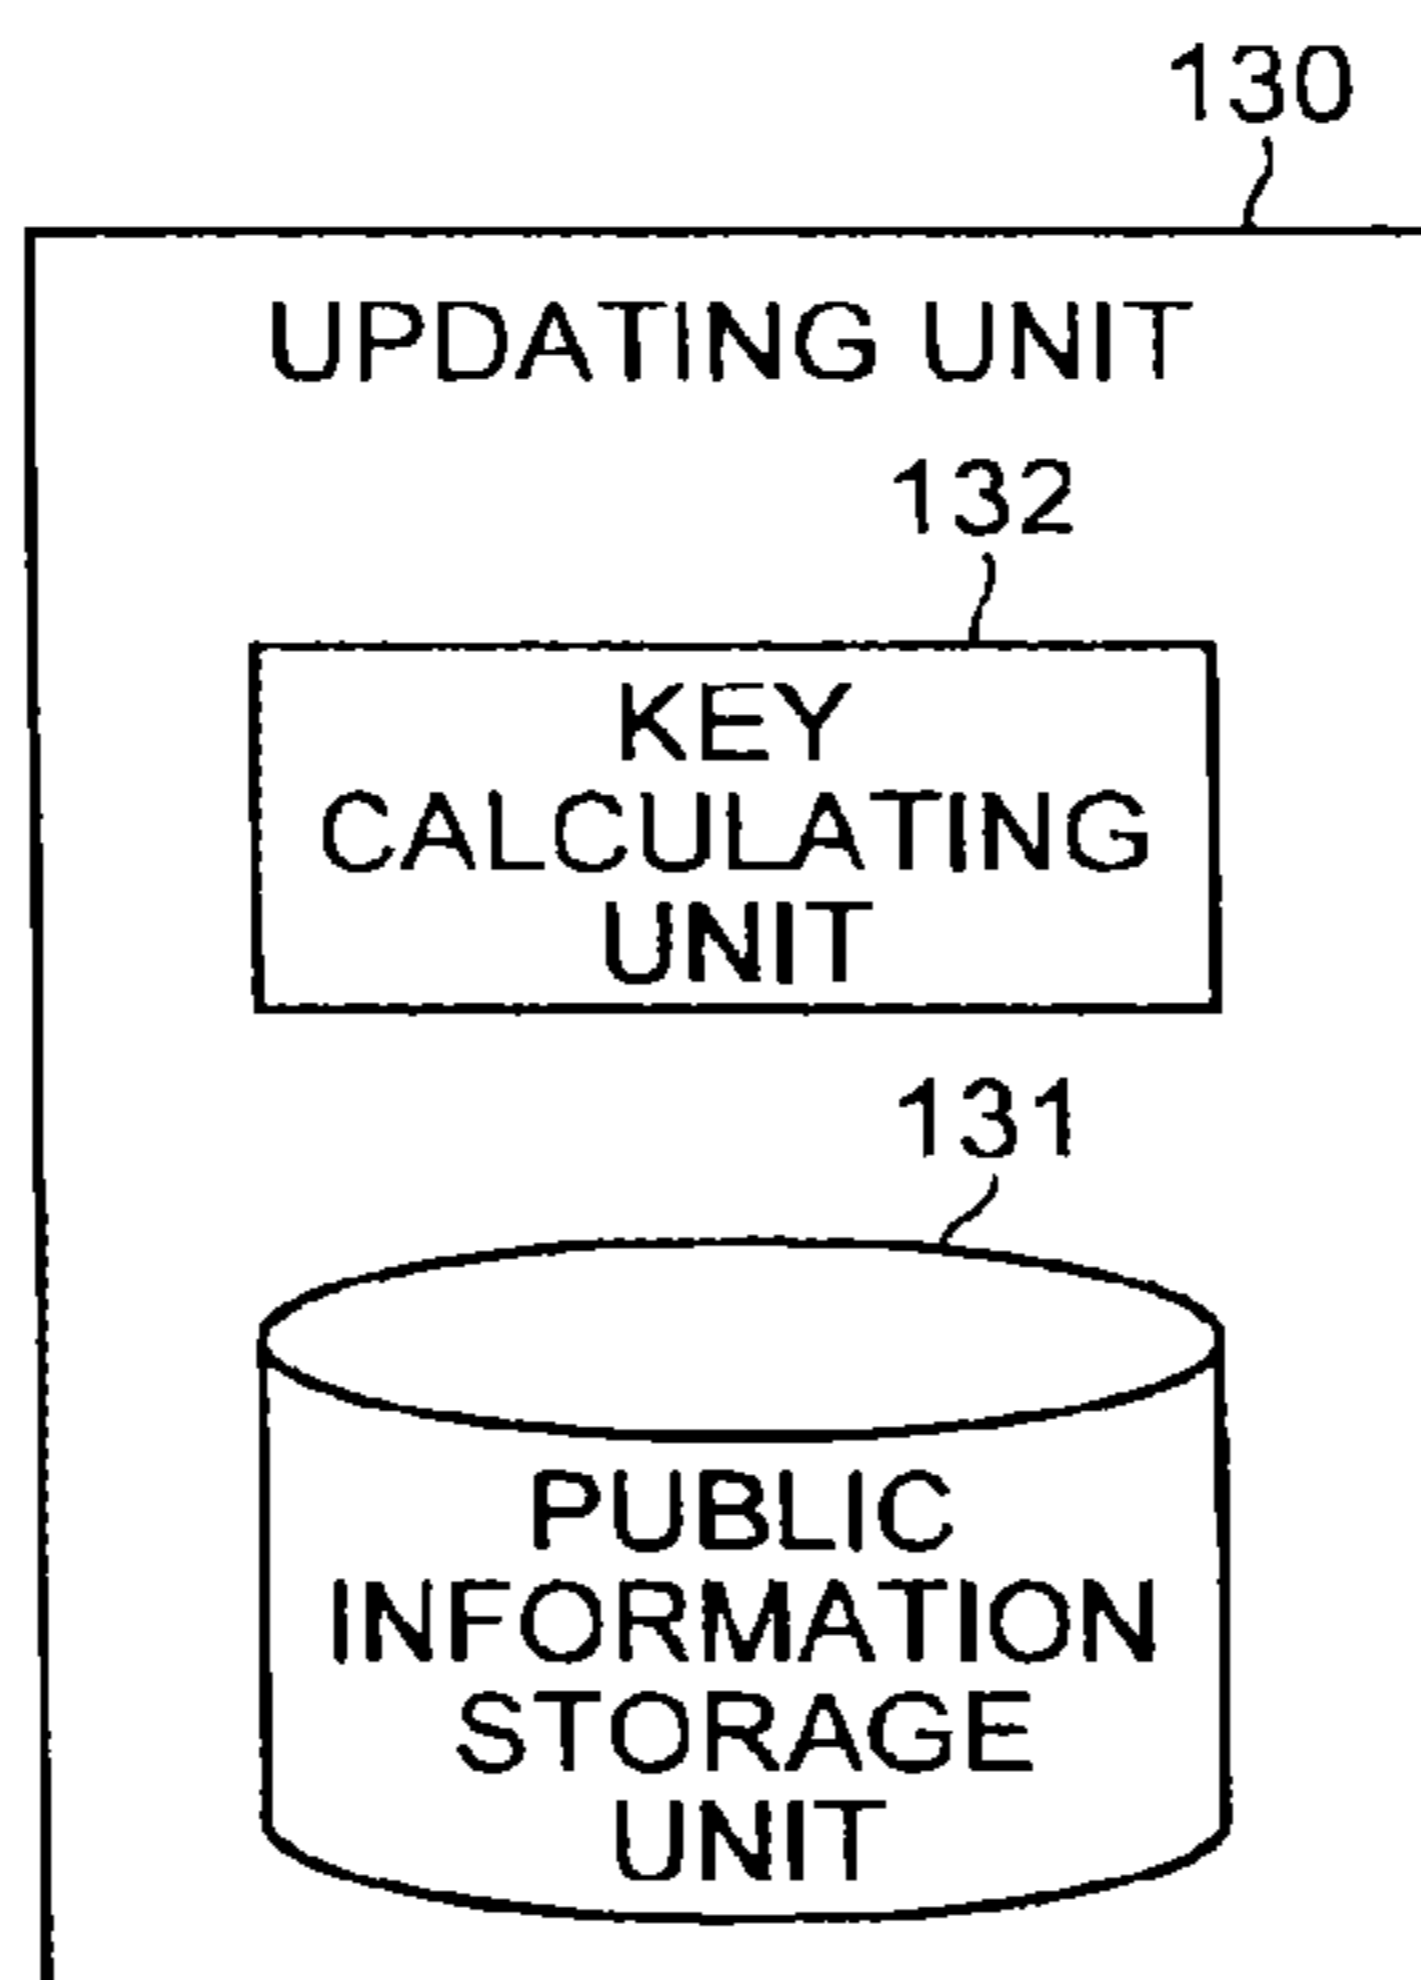 130
UPDATING UNIT
132
KEY
CALCULATING
UNIT
131
PUBLIC
INFORMATION
STORAGE
UNIT